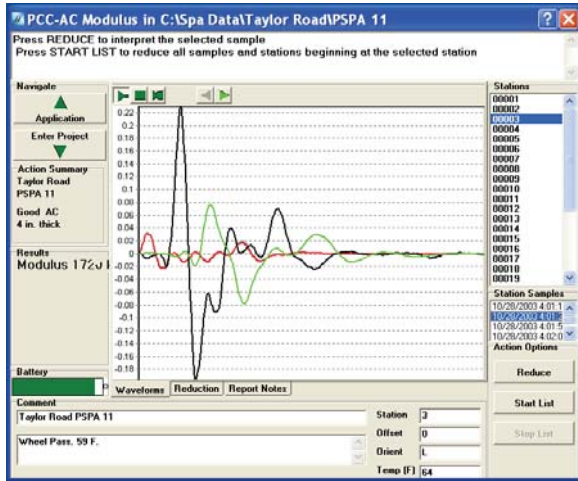 PCC-AC Modulus in C:\Spa Data\Taylor Road\PSPA 11
Press REDUCE to interpret the selected sample
Press START LIST to reduce all samples and stations beginning at the selected station
Navigate
Application
Enter Project
Action Summary
Taylor Road
PSPA 11
Good AC
4 in. thick
Results
Modulus
Battery
0.22
0.2
0.18
0.16
0.14
0.12
0.1
0.08
0.06
0.04
0.02
0
-0.02
-0.04
-0.06
-0.08
-0.1
-0.12
-0.14
-0.16
-0.18
Waveforms
Reduction
Report Notes
Stations
00001
00002
00003
00004
00005
00006
00007
00008
00009
00010
00011
00012
00013
00014
00015
00016
00017
00018
00019
Station Samples
10/28/2003 4:01:1
10/28/2003
10/28/2003 4:01:5
10/28/2003 4:02:0
Action Options
Reduce
Start List
Stop List
Comment
Taylor Road PSPA 11
Wheel Pass, 59 F.
Station 3
Offset 0
Orient L
Temp (F) 64